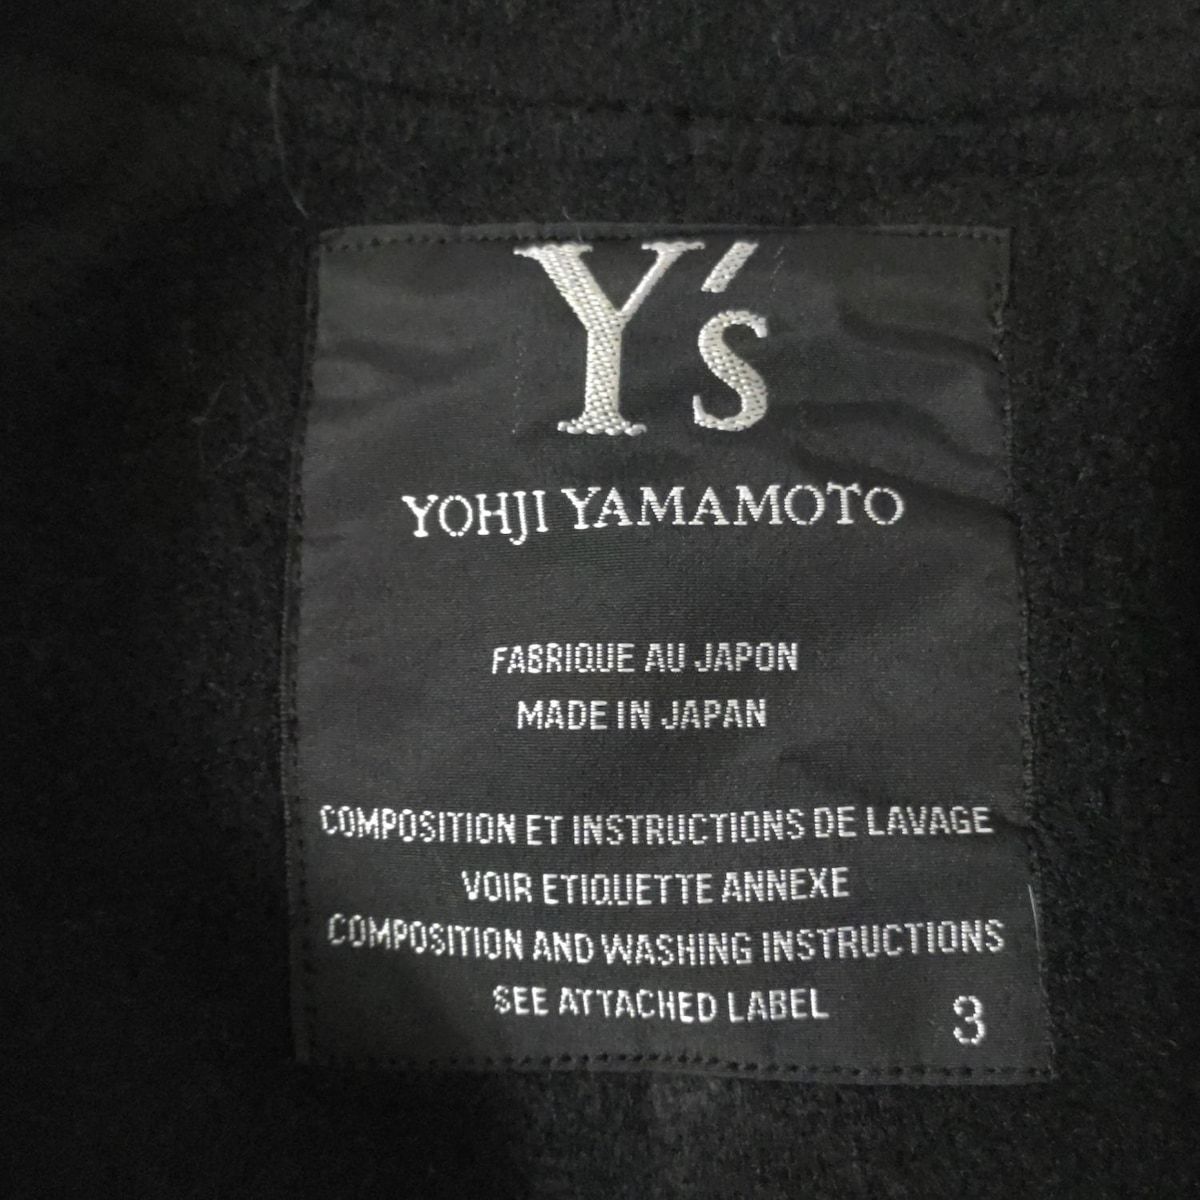 Y's
YOHJI YAMAMOTO
FABRIQUE AU JAPON
MADE IN JAPAN
COMPOSITION ET INSTRUCTIONS DE LAVAGE
VOIR ETIQUETTE ANNEXE
COMPOSITION AND WASHING INSTRUCTIONS
SEE ATTACHED LABEL
3